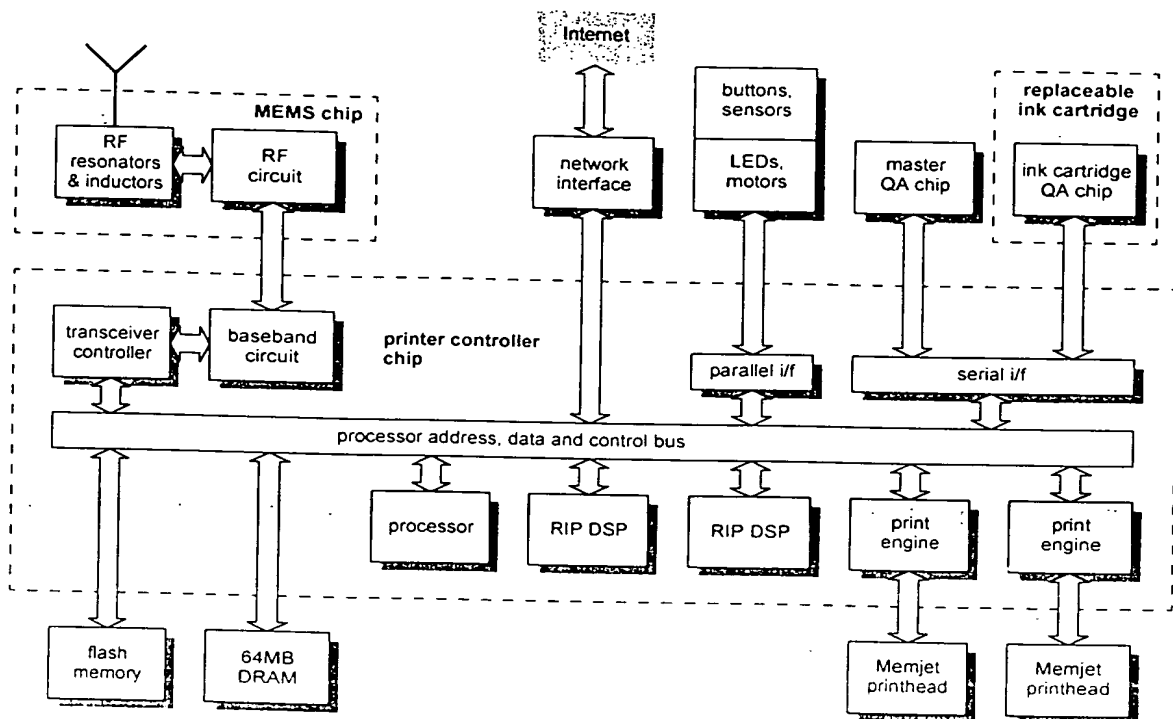 Internet
MEMS chip
RF
resonators
& inductors
RF
circuit
network
interface
buttons,
sensors
LEDs,
motors
master
QA chip
replaceable
ink cartridge
ink cartridge
QA chip
transceiver
controller
baseband
circuit
printer controller
chip
parallel i/f
serial i/f
processor address, data and control bus
processor
RIP DSP
RIP DSP
print
engine
print
engine
flash
memory
64MB
DRAM
Memjet
printhead
Memjet
printhead